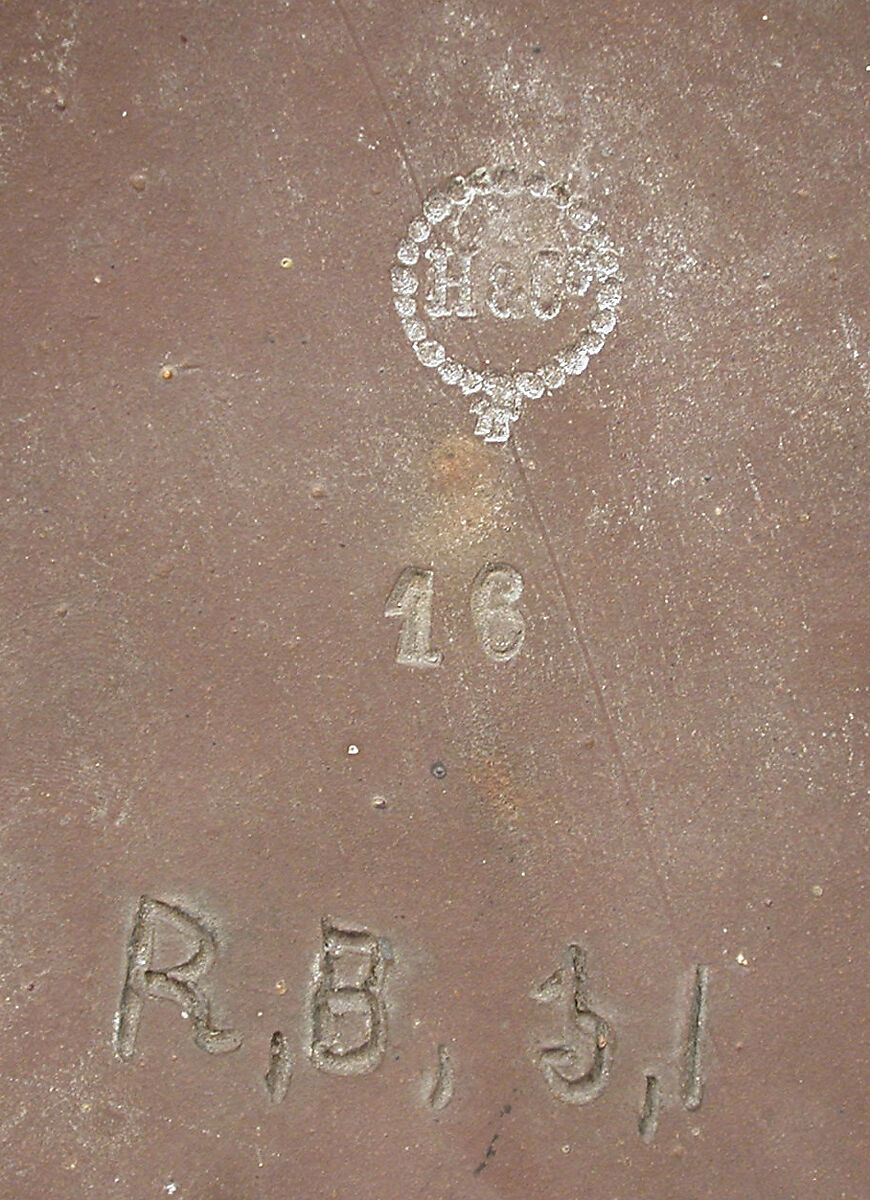 H & Co
16
R, B, 3, 1